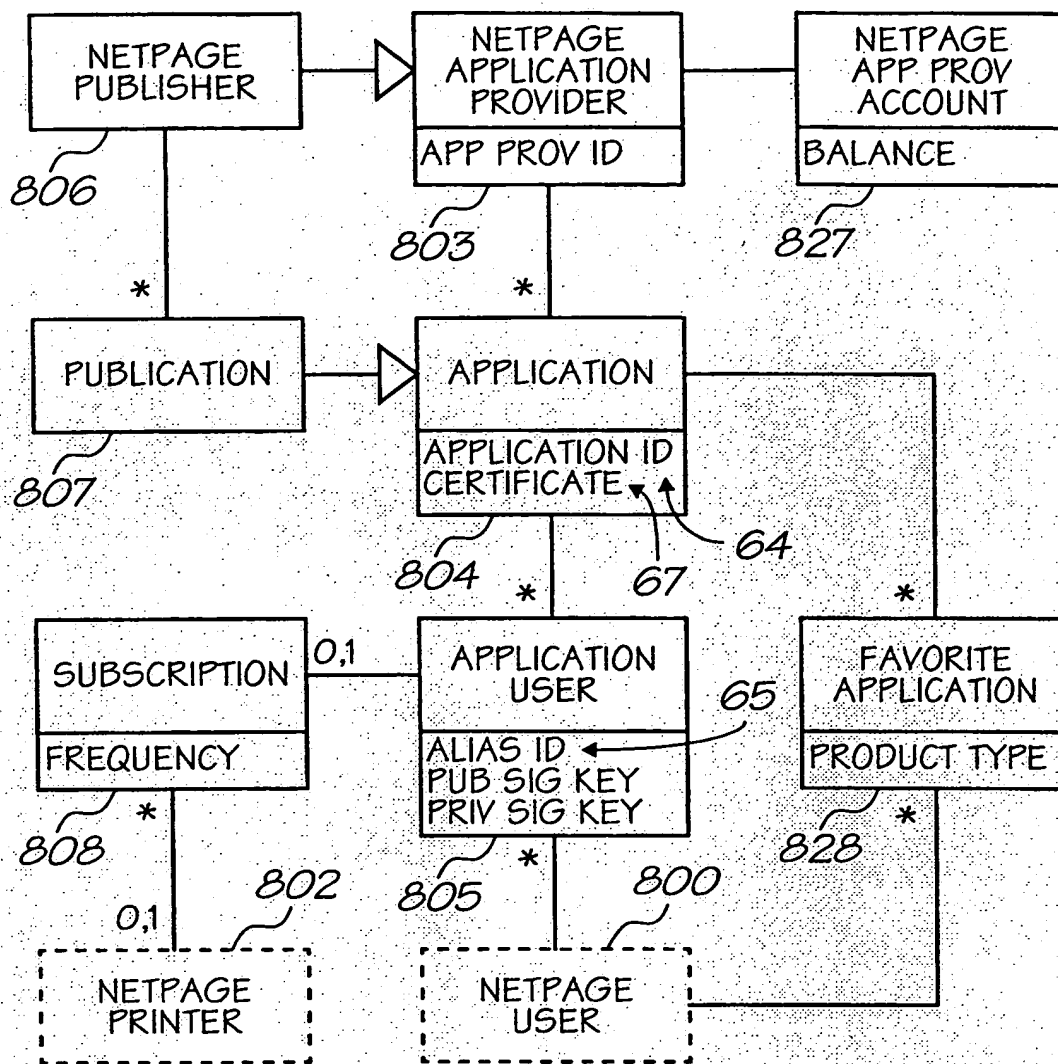 NETPAGE
PUBLISHER
806
NETPAGE
APPLICATION
PROVIDER
APP PROV ID
803
NETPAGE
APP PROV
ACCOUNT
BALANCE
827
*
*
PUBLICATION
807
APPLICATION
APPLICATION ID
CERTIFICATE
804
67
64
*
*
SUBSCRIPTION
FREQUENCY
808
0,1
APPLICATION
USER
ALIAS ID
PUB SIG KEY
PRIV SIG KEY
65
805
FAVORITE
APPLICATION
PRODUCT TYPE
828
*
*
*
0,1
802
800
NETPAGE
PRINTER
NETPAGE
USER